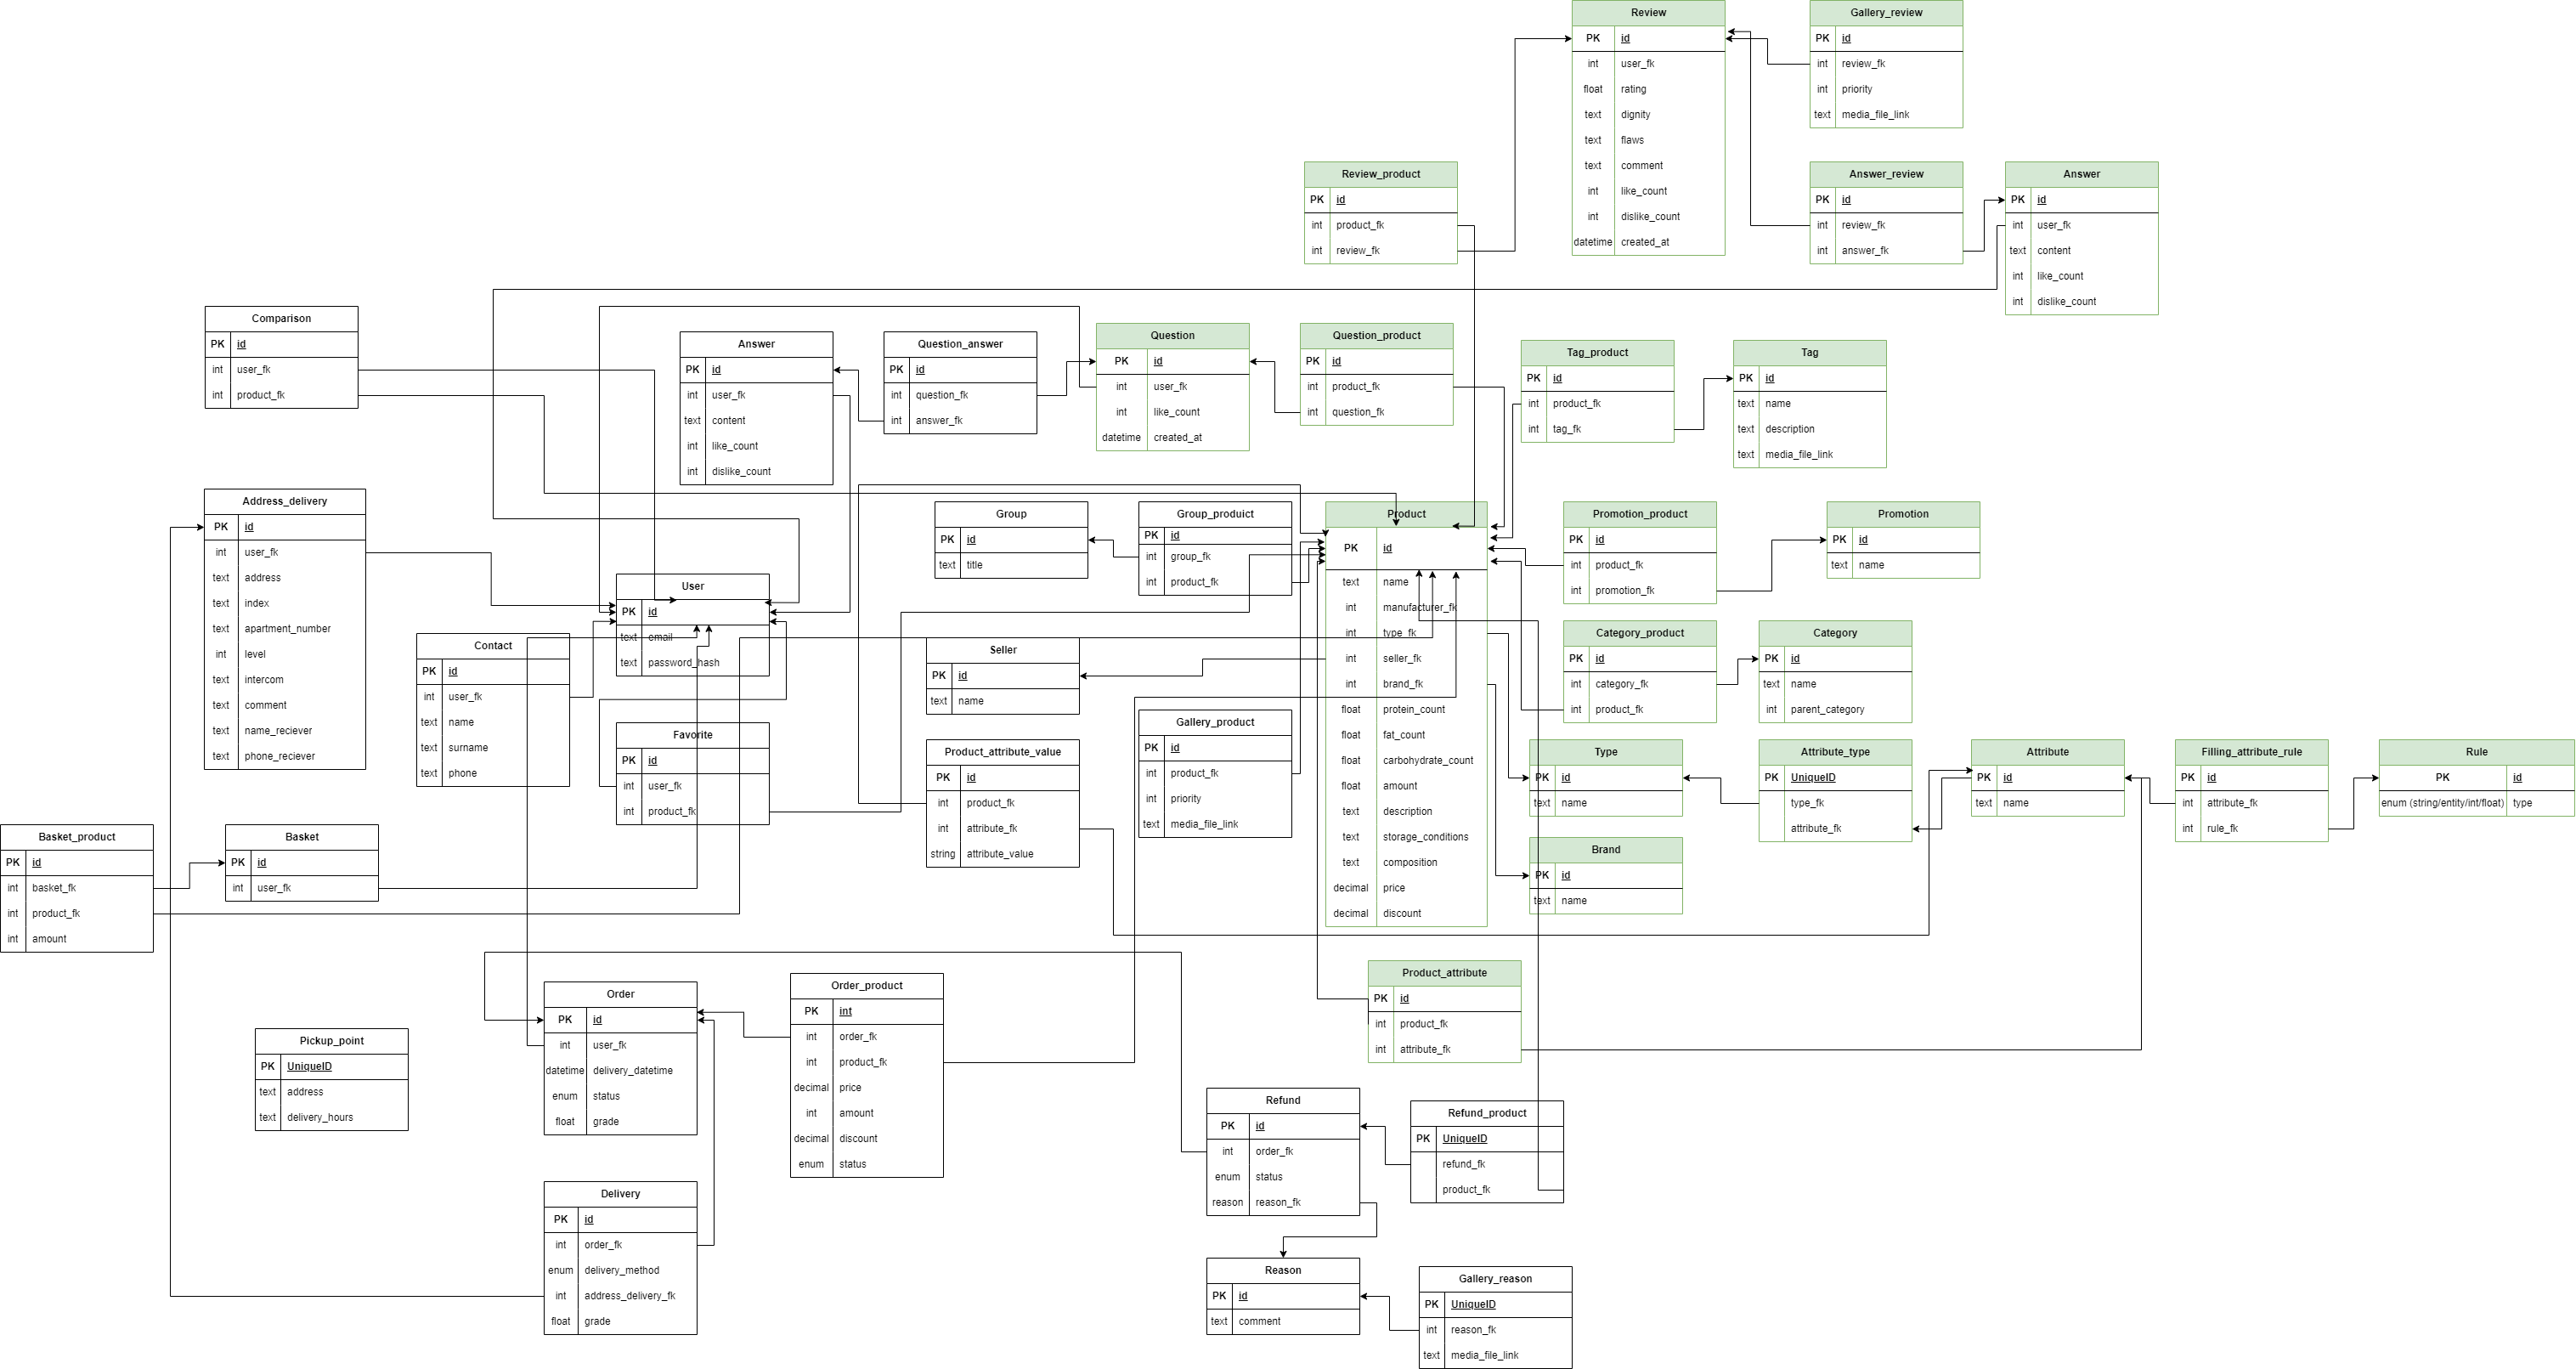 Review
PK id
int user_fk
float rating
text dignity
text flaws
text comment
int like_count
int dislike_count
datetime created_at
Gallery_review
PK id
int review_fk
int priority
text media_file_link
Review_product
PK id
int product_fk
int review_fk
Answer_review
PK id
int review_fk
int answer_fk
Answer
PK id
int user_fk
text content
int like_count
int dislike_count
Comparison
PK id
int user_fk
int product_fk
Answer
PK id
int user_fk
text content
int like_count
int dislike_count
Question_answer
PK id
int question_fk
int answer_fk
Question
PK id
int user_fk
int like_count
datetime created_at
Question_product
PK id
int product_fk
int question_fk
Tag_product
PK id
int product_fk
int tag_fk
Tag
PK id
text name
text description
text media_file_link
Address_delivery
PK id
int user_fk
text address
text index
text apartment_number
int level
text intercom
text comment
text name_reciever
text phone_reciever
Group
PK id
text title
Group_produict
PK id
int group_fk
int product_fk
Product
PK id
text name
int manufacturer_fk
int type_fk
int seller_fk
int brand_fk
float protein_count
float fat_count
float carbohydrate_count
float amount
text description
text storage_conditions
text composition
decimal price
decimal discount
Promotion_product
PK id
int product_fk
int promotion_fk
Promotion
PK id
text name
User
PK id
text email
text password_hash
Contact
PK id
int user_fk
text name
text surname
text phone
Seller
PK id
text name
Category_product
PK id
int category_fk
int product_fk
Category
PK id
text name
int parent_category
Favorite
PK id
int user_fk
int product_fk
Product_attribute_value
PK id
int product_fk
int attribute_fk
string attribute_value
Gallery_product
PK id
int product_fk
int priority
text media_file_link
Type
PK id
text name
Attribute_type
PK UniqueID
type_fk
attribute_fk
Attribute
PK id
text name
Filling_attribute_rule
PK id
int attribute_fk
int rule_fk
Rule
PK id
enum (string/entity/int/float) type
Basket_product
PK id
int basket_fk
int product_fk
int amount
Basket
PK id
int user_fk
Brand
PK id
text name
Product_attribute
PK id
int product_fk
int attribute_fk
Order
PK id
int user_fk
datetime delivery_datetime
enum status
float grade
Order_product
PK int
int order_fk
int product_fk
decimal price
int amount
decimal discount
enum status
Pickup_point
PK UniqueID
text address
text delivery_hours
Refund
PK id
int order_fk
enum status
reason reason_fk
Refund_product
PK UniqueID
refund_fk
product_fk
Delivery
PK id
int order_fk
enum delivery_method
int address_delivery_fk
float grade
Reason
PK id
text comment
Gallery_reason
PK UniqueID
int reason_fk
text media_file_link